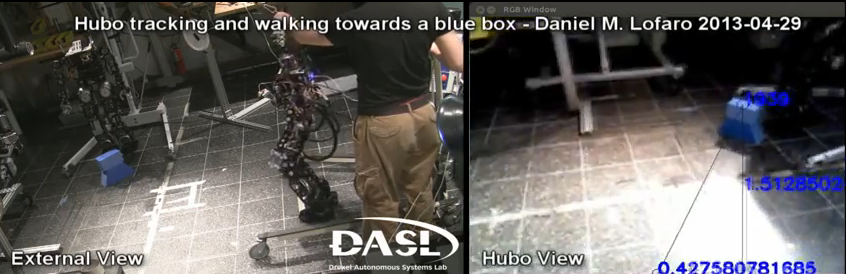 Hubo tracking and walking towards a blue box - Daniel M. Lofaro 2013-04-29
RGB Window
1939
1.5128502
0.427580781685
External View
DASL
Drexel Autonomous Systems Lab
Hubo View